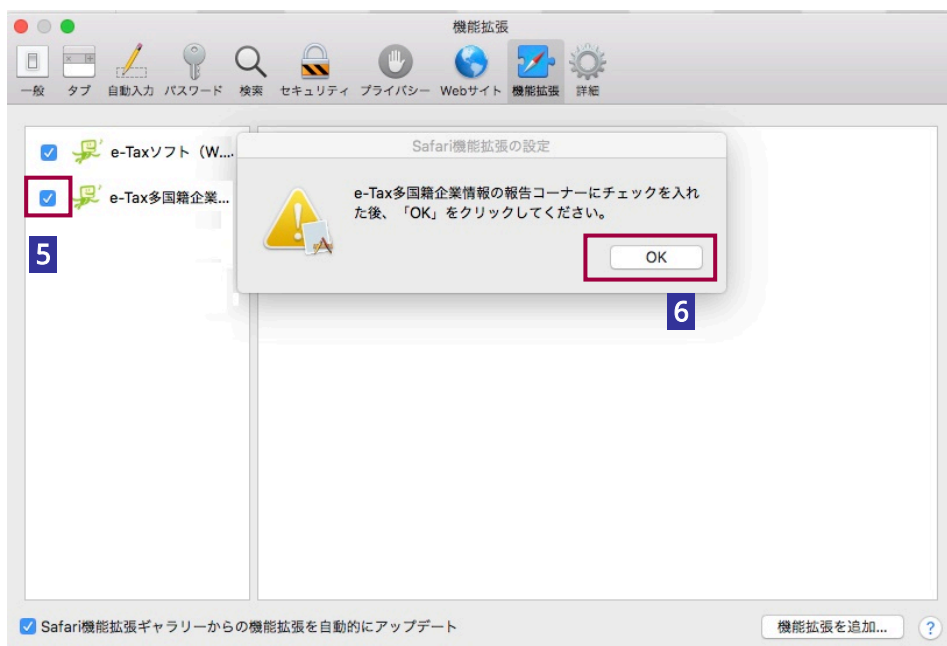 機能拡張
一般 タブ 自動入力 パスワード 検索 セキュリティ プライバシー Webサイト 機能拡張 詳細
Safari機能拡張の設定
e-Taxソフト（W...
e-Tax多国籍企業...
5
e-Tax多国籍企業情報の報告コーナーにチェックを入れ
た後、「OK」をクリックしてください。
OK
6
Safari機能拡張ギャラリーからの機能拡張を自動的にアップデート
機能拡張を追加...
?